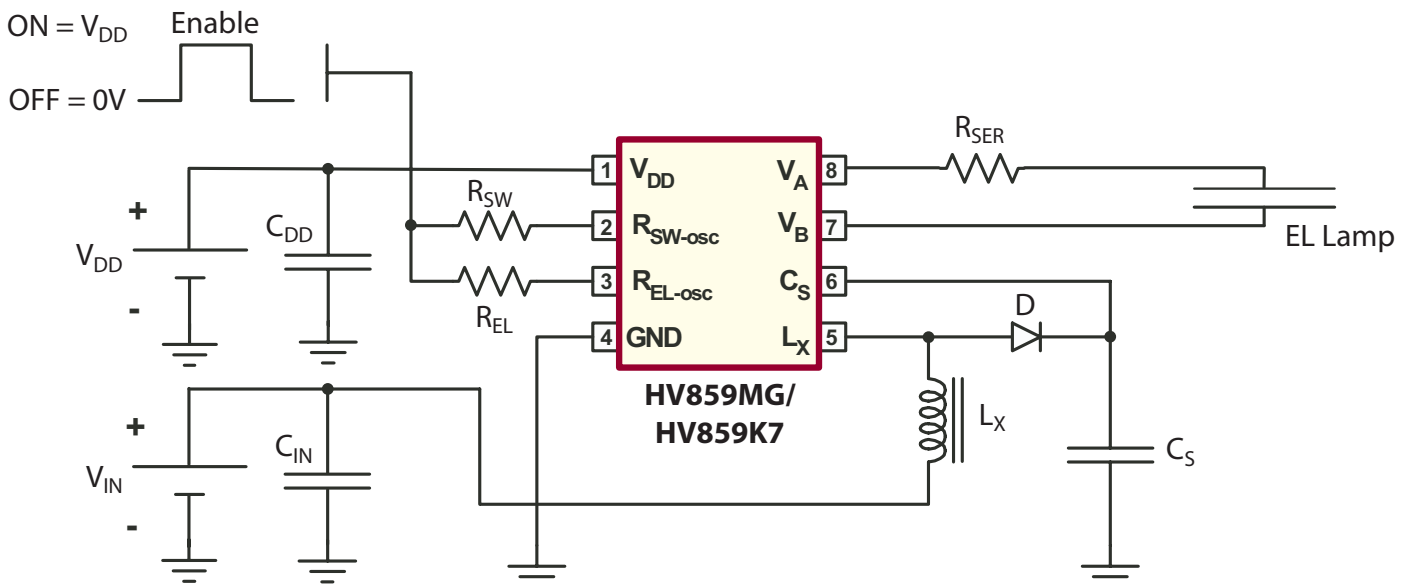 ON = VDD
Enable
OFF = 0V
RSER
1 VDD
VA 8
RSW
+
CDD
2 RSW-osc
VB 7
EL Lamp
VDD
3 REL-osc
CS 6
-
REL
D
4 GND
LX 5
HV859MG/
HV859K7
+
CIN
LX
VIN
CS
-